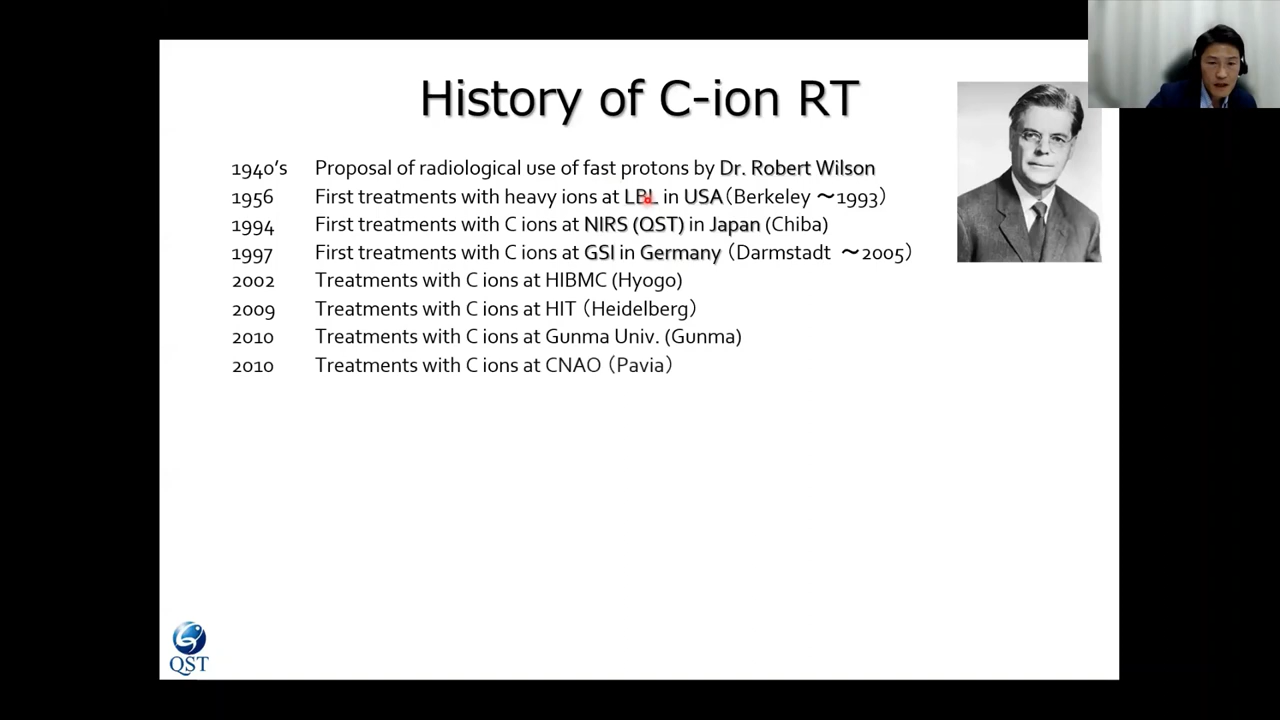 History of C-ion RT
1940's Proposal of radiological use of fast protons by Dr. Robert Wilson
1956 First treatments with heavy ions at LBL in USA（Berkeley ～1993）
1994 First treatments with C ions at NIRS (QST) in Japan (Chiba)
1997 First treatments with C ions at GSI in Germany（Darmstadt ～2005）
2002 Treatments with C ions at HIBMC (Hyogo)
2009 Treatments with C ions at HIT（Heidelberg）
2010 Treatments with C ions at Gunma Univ. (Gunma)
2010 Treatments with C ions at CNAO（Pavia）
QST